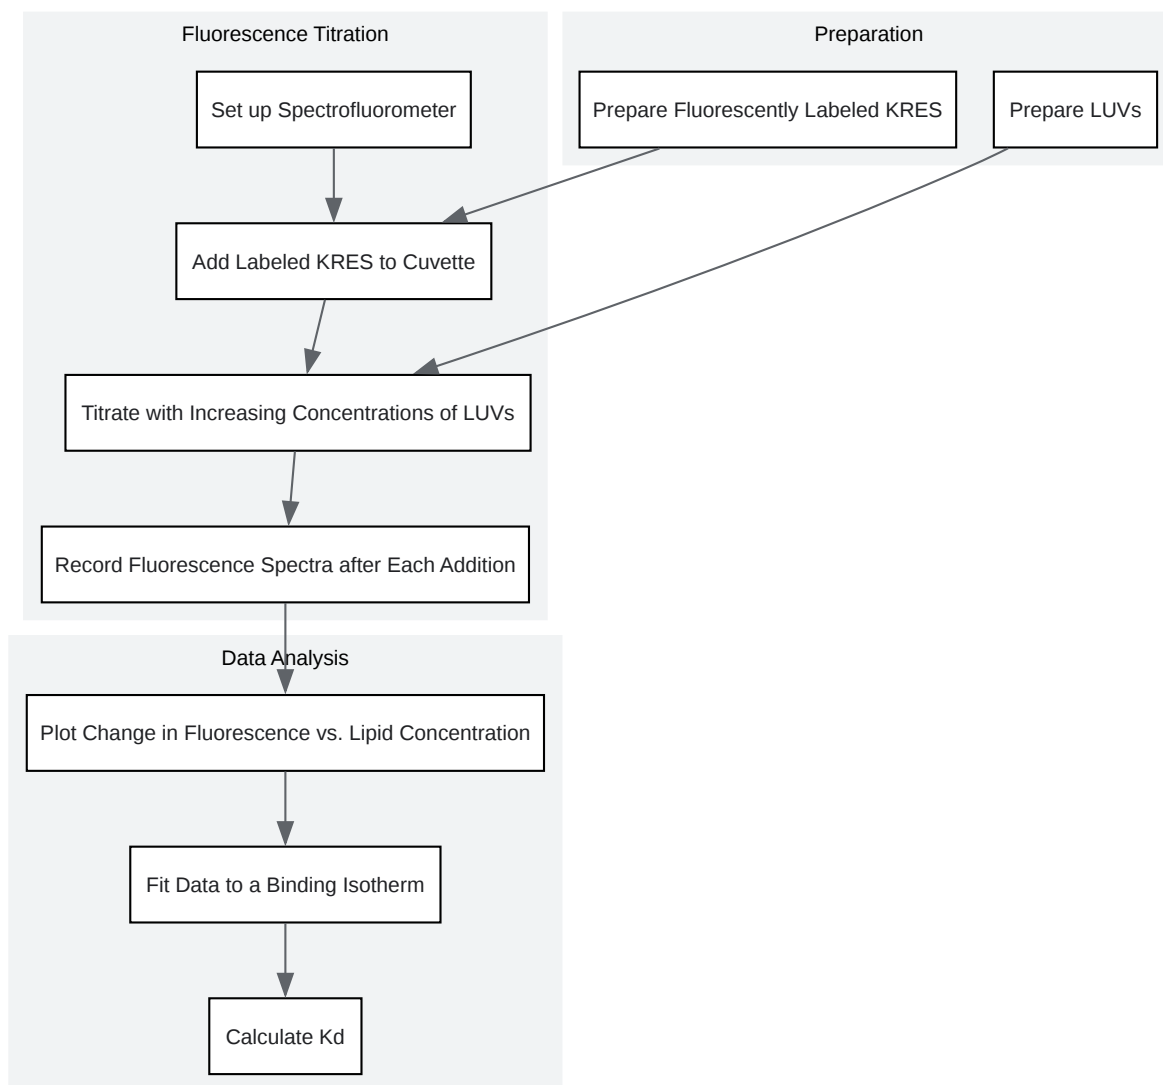 Fluorescence Titration
Preparation
Set up Spectrofluorometer
Prepare Fluorescently Labeled KRES
Prepare LUVs
Add Labeled KRES to Cuvette
Titrate with Increasing Concentrations of LUVs
Record Fluorescence Spectra after Each Addition
Data Analysis
Plot Change in Fluorescence vs. Lipid Concentration
Fit Data to a Binding Isotherm
Calculate Kd